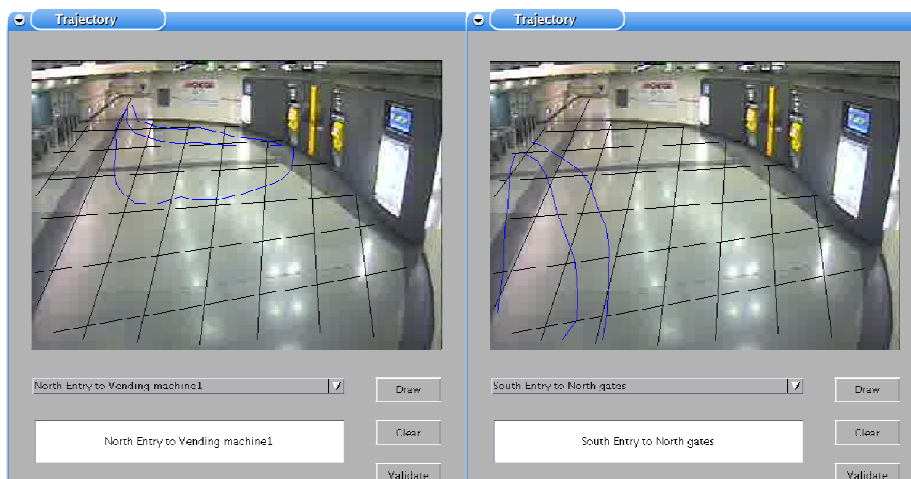 Trajectory
North Entry to Vending machine1
Draw
North Entry to Vending machine1
Clear
Validate
Trajectory
South Entry to North gates
Draw
South Entry to North gates
Clear
Validate